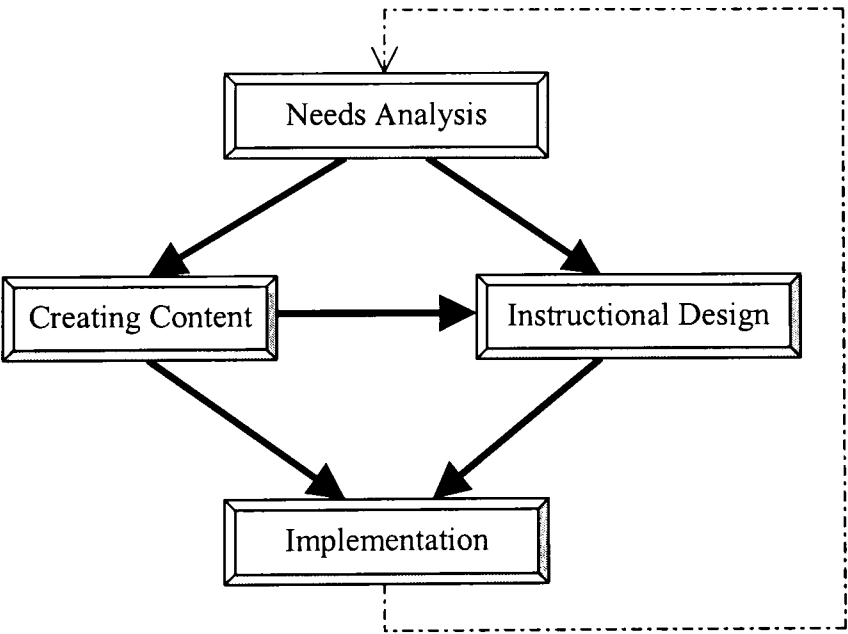 Needs Analysis
Creating Content
Instructional Design
Implementation